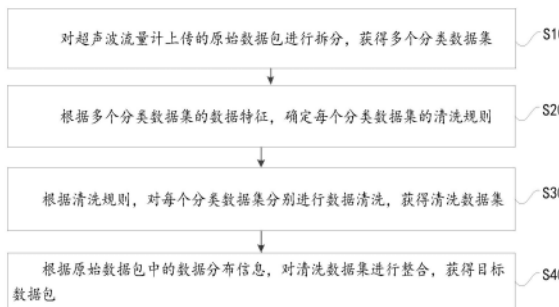 对超声波流量计上传的原始数据包进行拆分，获得多个分类数据集
S10
根据多个分类数据集的数据特征，确定每个分类数据集的清洗规则
S20
根据清洗规则，对每个分类数据集分别进行数据清洗，获得清洗数据集
S30
根据原始数据包中的数据分布信息，对清洗数据集进行整合，获得目标
数据包
S40